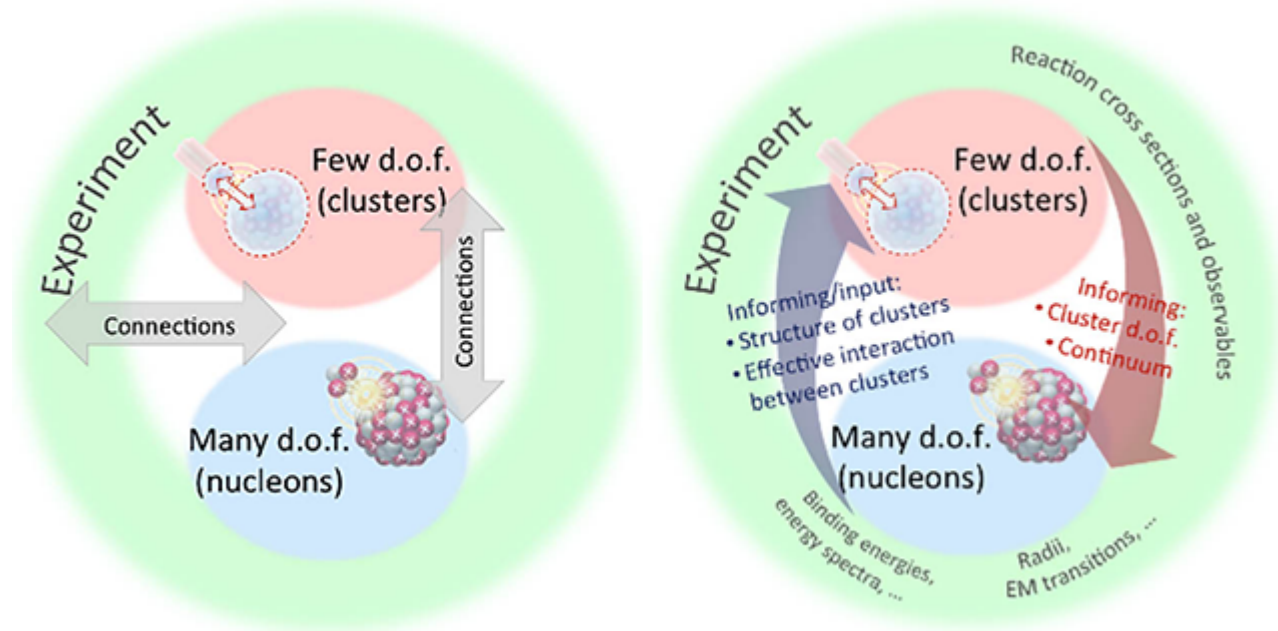 Experiment
Few d.o.f.
(clusters)
Connections
Connections
Many d.o.f.
(nucleons)
Experiment
Reaction cross sections and observables
Few d.o.f.
(clusters)
Informing/input:
• Structure of clusters
• Effective interaction
between clusters
Informing:
• Cluster d.o.f.
• Continuum
Many d.o.f.
(nucleons)
Binding energies,
energy spectra, ...
Radii,
EM transitions, ...